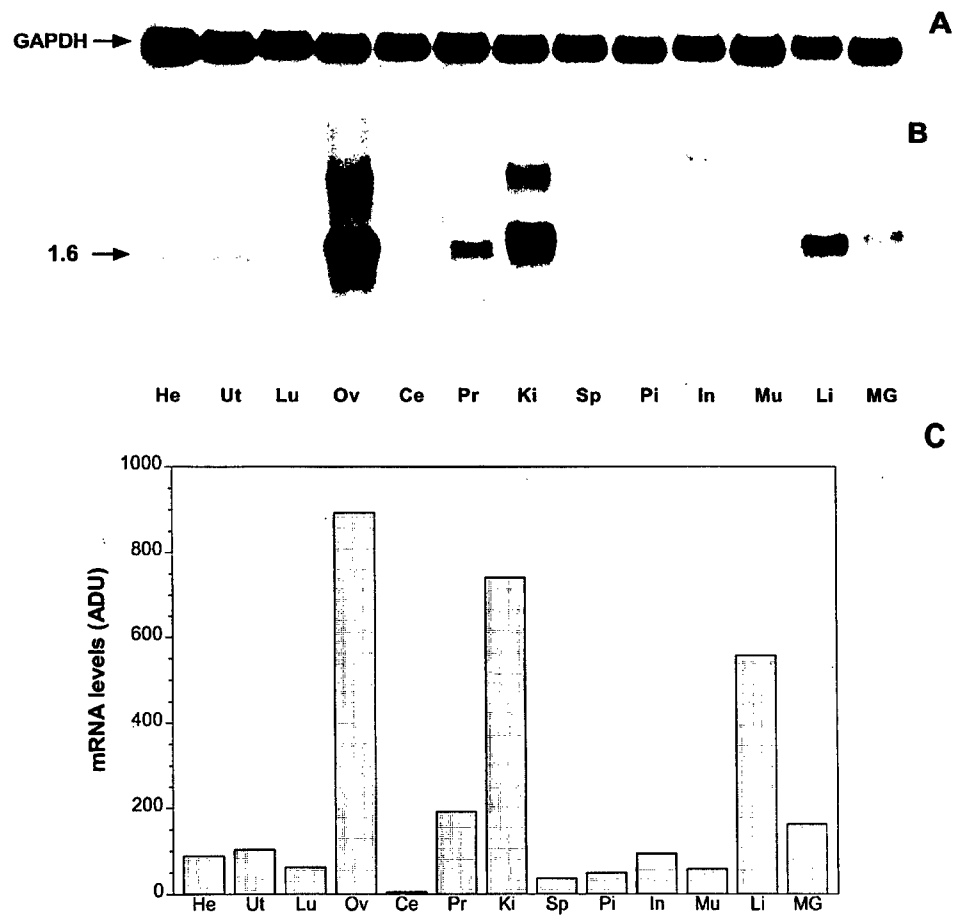 A
GAPDH
B
1.6
He Ut Lu Ov Ce Pr Ki Sp Pi In Mu Li MG
C
1000
800
600
400
200
0
mRNA levels (ADU)
He Ut Lu Ov Ce Pr Ki Sp Pi In Mu Li MG